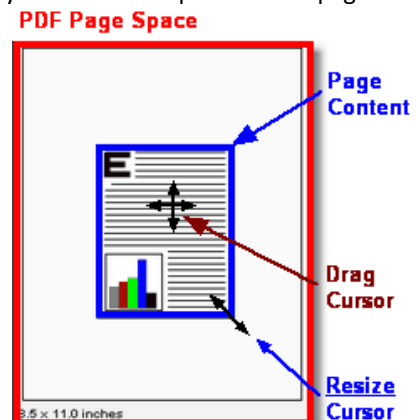 PDF Page Space
Page
Content
E
Drag
Cursor
Resize
Cursor
8.5 x 11.0 inches